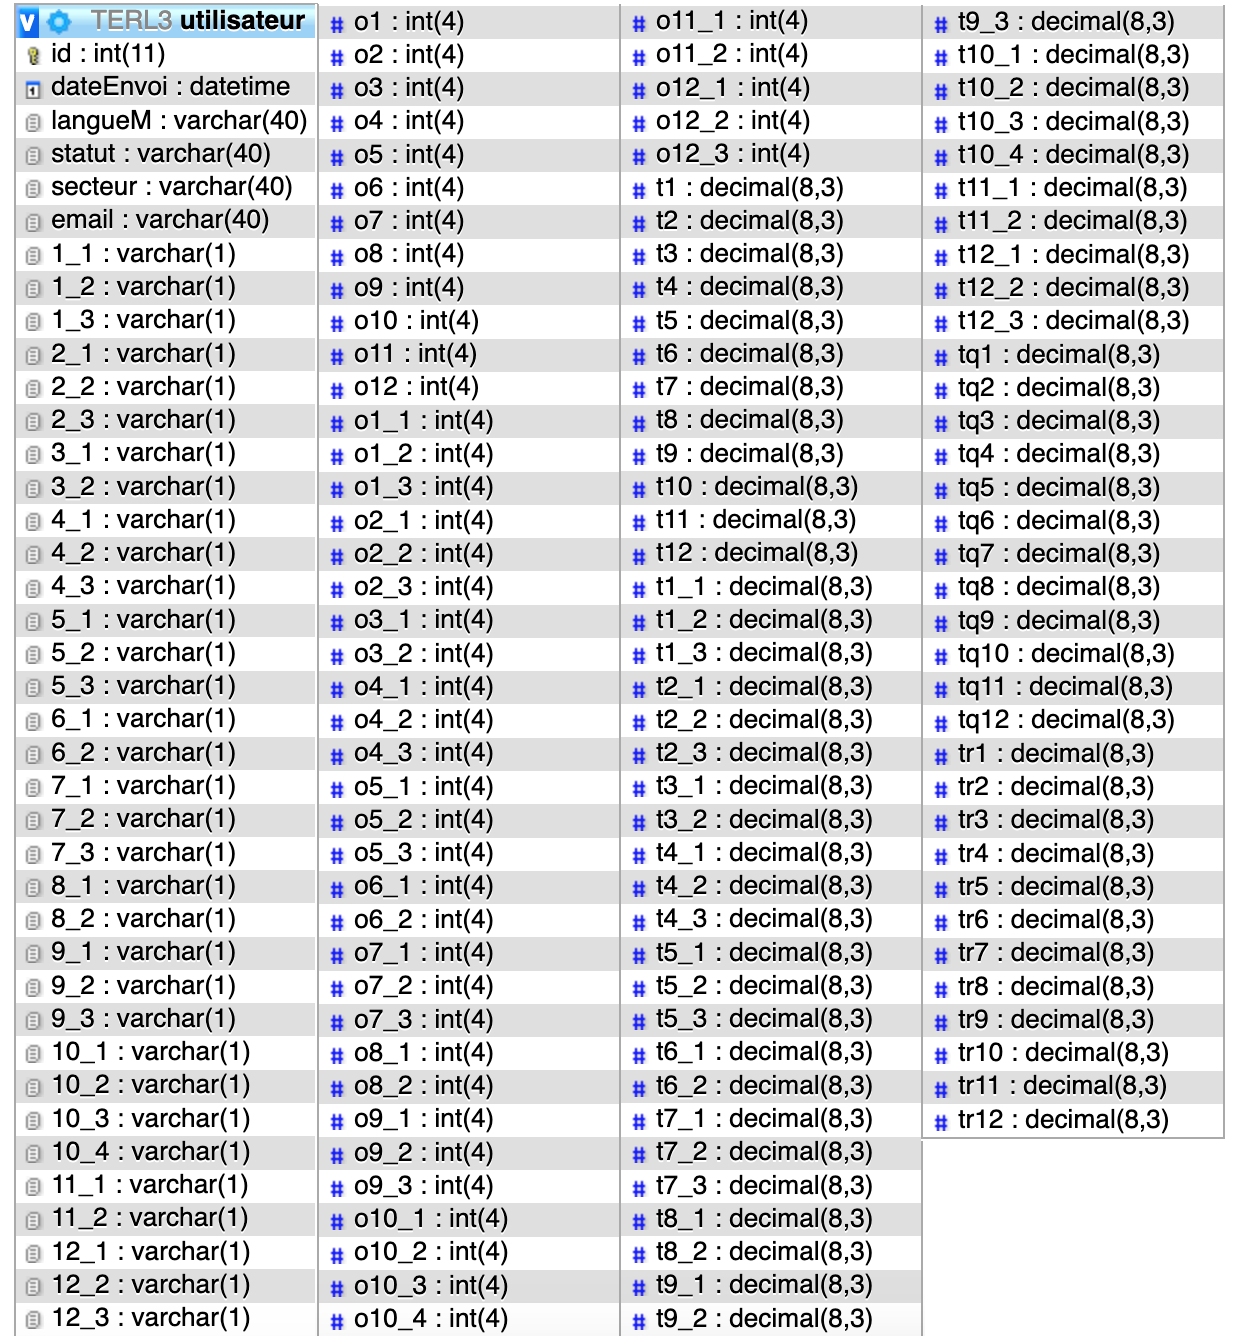 TERL3 utilisateur
id : int(11)
dateEnvoi : datetime
langueM : varchar(40)
statut : varchar(40)
secteur : varchar(40)
email : varchar(40)
1_1 : varchar(1)
1_2 : varchar(1)
1_3 : varchar(1)
2_1 : varchar(1)
2_2 : varchar(1)
2_3 : varchar(1)
3_1 : varchar(1)
3_2 : varchar(1)
4_1 : varchar(1)
4_2 : varchar(1)
4_3 : varchar(1)
5_1 : varchar(1)
5_2 : varchar(1)
5_3 : varchar(1)
6_1 : varchar(1)
6_2 : varchar(1)
7_1 : varchar(1)
7_2 : varchar(1)
7_3 : varchar(1)
8_1 : varchar(1)
8_2 : varchar(1)
9_1 : varchar(1)
9_2 : varchar(1)
9_3 : varchar(1)
10_1 : varchar(1)
10_2 : varchar(1)
10_3 : varchar(1)
10_4 : varchar(1)
11_1 : varchar(1)
11_2 : varchar(1)
12_1 : varchar(1)
12_2 : varchar(1)
12_3 : varchar(1)
# o1 : int(4)
# o2 : int(4)
# o3 : int(4)
# o4 : int(4)
# o5 : int(4)
# o6 : int(4)
# o7 : int(4)
# o8 : int(4)
# o9 : int(4)
# o10 : int(4)
# o11 : int(4)
# o12 : int(4)
# o1_1 : int(4)
# o1_2 : int(4)
# o1_3 : int(4)
# o2_1 : int(4)
# o2_2 : int(4)
# o2_3 : int(4)
# o3_1 : int(4)
# o3_2 : int(4)
# o4_1 : int(4)
# o4_2 : int(4)
# o4_3 : int(4)
# o5_1 : int(4)
# o5_2 : int(4)
# o5_3 : int(4)
# o6_1 : int(4)
# o6_2 : int(4)
# o7_1 : int(4)
# o7_2 : int(4)
# o7_3 : int(4)
# o8_1 : int(4)
# o8_2 : int(4)
# o9_1 : int(4)
# o9_2 : int(4)
# o9_3 : int(4)
# o10_1 : int(4)
# o10_2 : int(4)
# o10_3 : int(4)
# o10_4 : int(4)
# o11_1 : int(4)
# o11_2 : int(4)
# o12_1 : int(4)
# o12_2 : int(4)
# o12_3 : int(4)
# t1 : decimal(8,3)
# t2 : decimal(8,3)
# t3 : decimal(8,3)
# t4 : decimal(8,3)
# t5 : decimal(8,3)
# t6 : decimal(8,3)
# t7 : decimal(8,3)
# t8 : decimal(8,3)
# t9 : decimal(8,3)
# t10 : decimal(8,3)
# t11 : decimal(8,3)
# t12 : decimal(8,3)
# t1_1 : decimal(8,3)
# t1_2 : decimal(8,3)
# t1_3 : decimal(8,3)
# t2_1 : decimal(8,3)
# t2_2 : decimal(8,3)
# t2_3 : decimal(8,3)
# t3_1 : decimal(8,3)
# t3_2 : decimal(8,3)
# t4_1 : decimal(8,3)
# t4_2 : decimal(8,3)
# t4_3 : decimal(8,3)
# t5_1 : decimal(8,3)
# t5_2 : decimal(8,3)
# t5_3 : decimal(8,3)
# t6_1 : decimal(8,3)
# t6_2 : decimal(8,3)
# t7_1 : decimal(8,3)
# t7_2 : decimal(8,3)
# t7_3 : decimal(8,3)
# t8_1 : decimal(8,3)
# t8_2 : decimal(8,3)
# t9_1 : decimal(8,3)
# t9_2 : decimal(8,3)
# t9_3 : decimal(8,3)
# t10_1 : decimal(8,3)
# t10_2 : decimal(8,3)
# t10_3 : decimal(8,3)
# t10_4 : decimal(8,3)
# t11_1 : decimal(8,3)
# t11_2 : decimal(8,3)
# t12_1 : decimal(8,3)
# t12_2 : decimal(8,3)
# t12_3 : decimal(8,3)
# tq1 : decimal(8,3)
# tq2 : decimal(8,3)
# tq3 : decimal(8,3)
# tq4 : decimal(8,3)
# tq5 : decimal(8,3)
# tq6 : decimal(8,3)
# tq7 : decimal(8,3)
# tq8 : decimal(8,3)
# tq9 : decimal(8,3)
# tq10 : decimal(8,3)
# tq11 : decimal(8,3)
# tq12 : decimal(8,3)
# tr1 : decimal(8,3)
# tr2 : decimal(8,3)
# tr3 : decimal(8,3)
# tr4 : decimal(8,3)
# tr5 : decimal(8,3)
# tr6 : decimal(8,3)
# tr7 : decimal(8,3)
# tr8 : decimal(8,3)
# tr9 : decimal(8,3)
# tr10 : decimal(8,3)
# tr11 : decimal(8,3)
# tr12 : decimal(8,3)